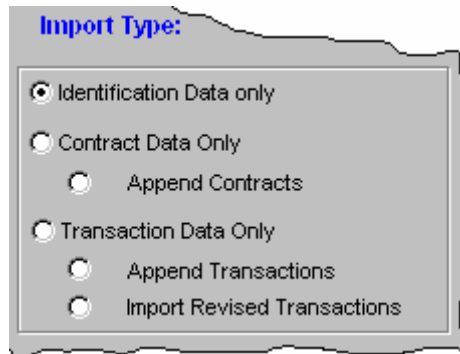 Import Type:
Identification Data only
Contract Data Only
Append Contracts
Transaction Data Only
Append Transactions
Import Revised Transactions